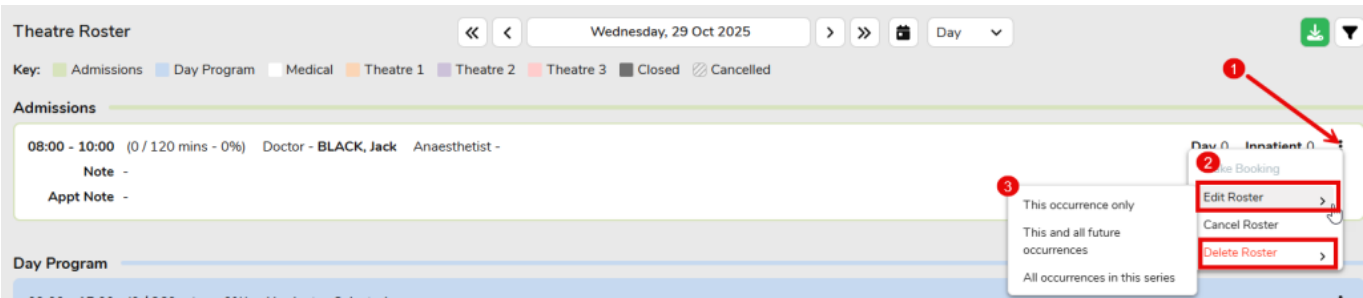 Theatre Roster
Wednesday, 29 Oct 2025
Day
Key: Admissions Day Program Medical Theatre 1 Theatre 2 Theatre 3 Closed Cancelled
1
Admissions
08:00 - 10:00 (0 / 120 mins - 0%) Doctor - BLACK, Jack Anaesthetist -
Day 0 Inpatient 0
Note -
Appt Note -
2
Booking
Edit Roster
Cancel Roster
Delete Roster
3
This occurrence only
This and all future
occurrences
All occurrences in this series
Day Program